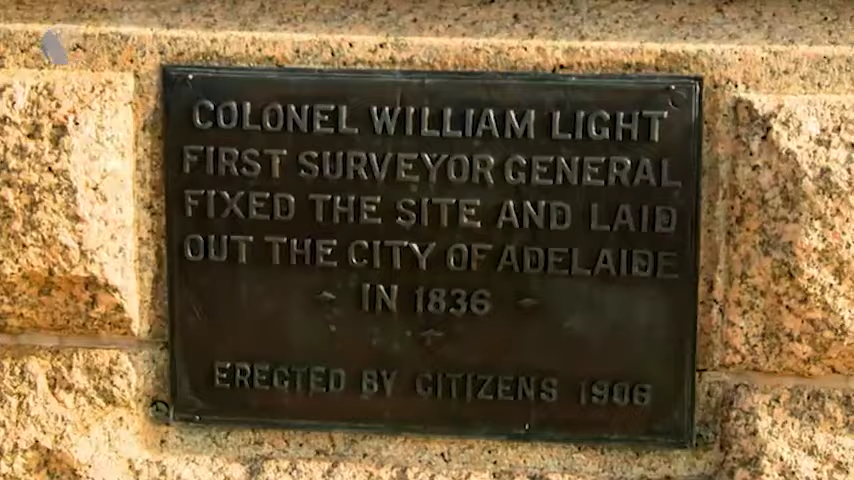 COLONEL WILLIAM LIGHT
FIRST SURVEYOR GENERAL
FIXED THE SITE AND LAID
OUT THE CITY OF ADELAIDE
IN 1836
ERECTED BY CITIZENS 1906